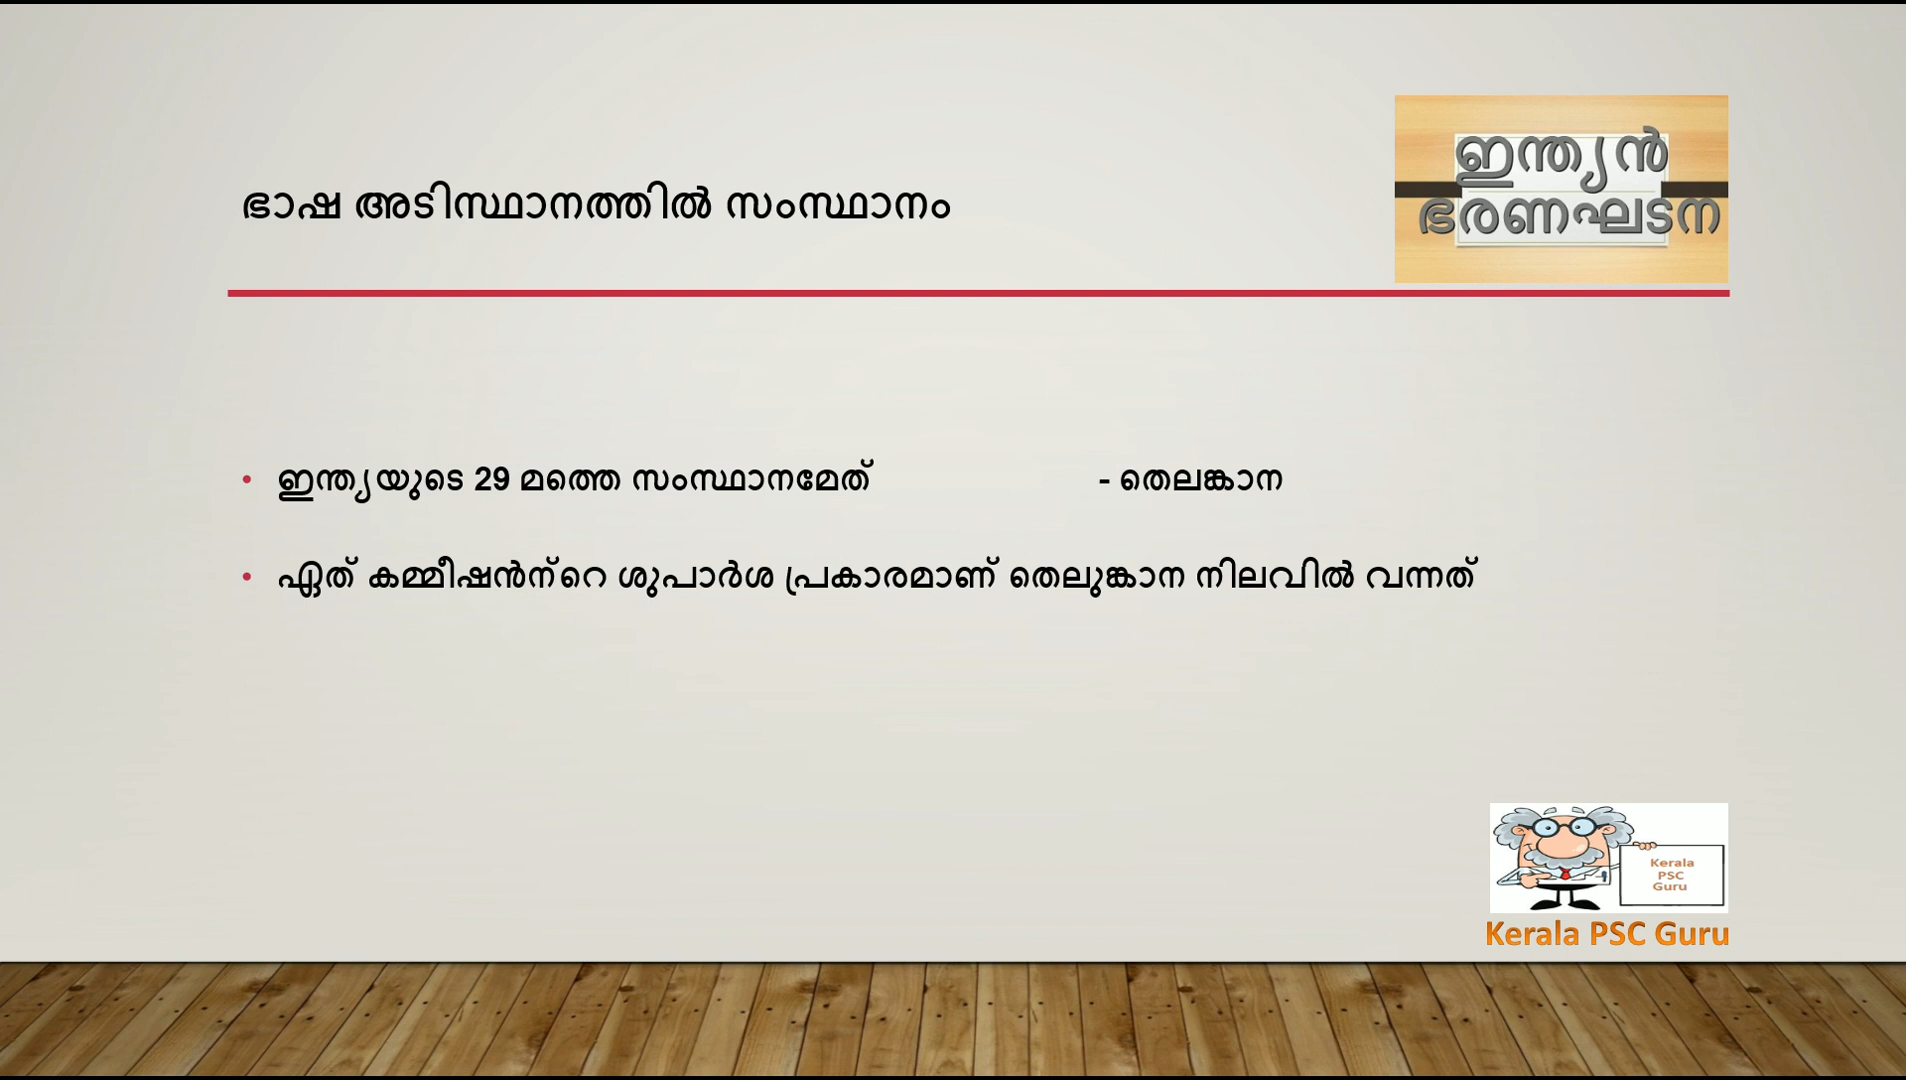 ഭാഷ അടിസ്ഥാനത്തിൽ സംസ്ഥാനം
ഇന്ത്യൻ
ഭരണഘടന
• ഇന്ത്യയുടെ 29 മത്തെ സംസ്ഥാനമേത് - തെലങ്കാന
• ഏത് കമ്മീഷൻന്റെ ശുപാർശ പ്രകാരമാണ് തെലുങ്കാന നിലവിൽ വന്നത്
Kerala
PSC
Guru
Kerala PSC Guru